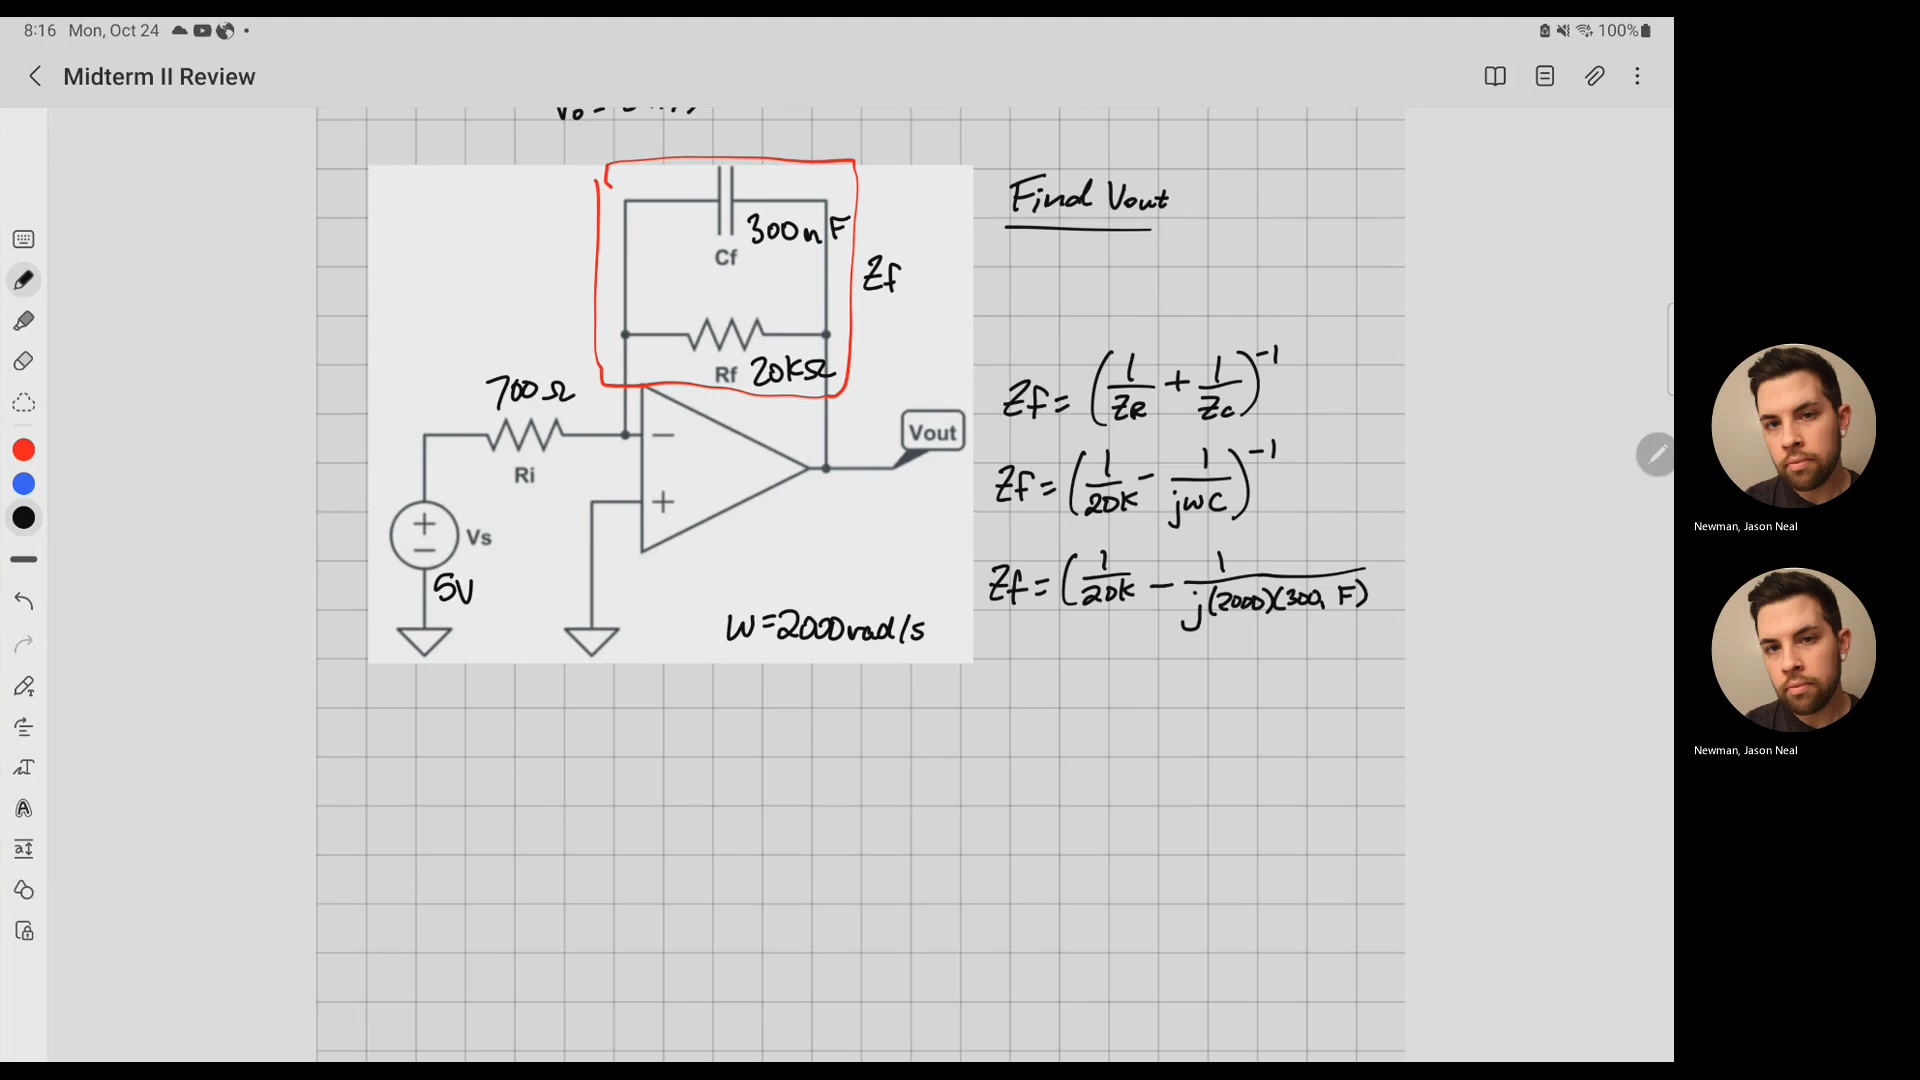 8:16 Mon, Oct 24 100%
Midterm II Review
300nF
Cf
Zf
Rf 20KΩ
700Ω
Ri
Vout
Vs
5V
W=2000rad/s
Find Vout
Zf = (1/ZR + 1/Zc)^-1
Zf = (1/20K - 1/jwC)^-1
Zf = (1/20K - 1/j(2000)(300n F)
Newman, Jason Neal
Newman, Jason Neal